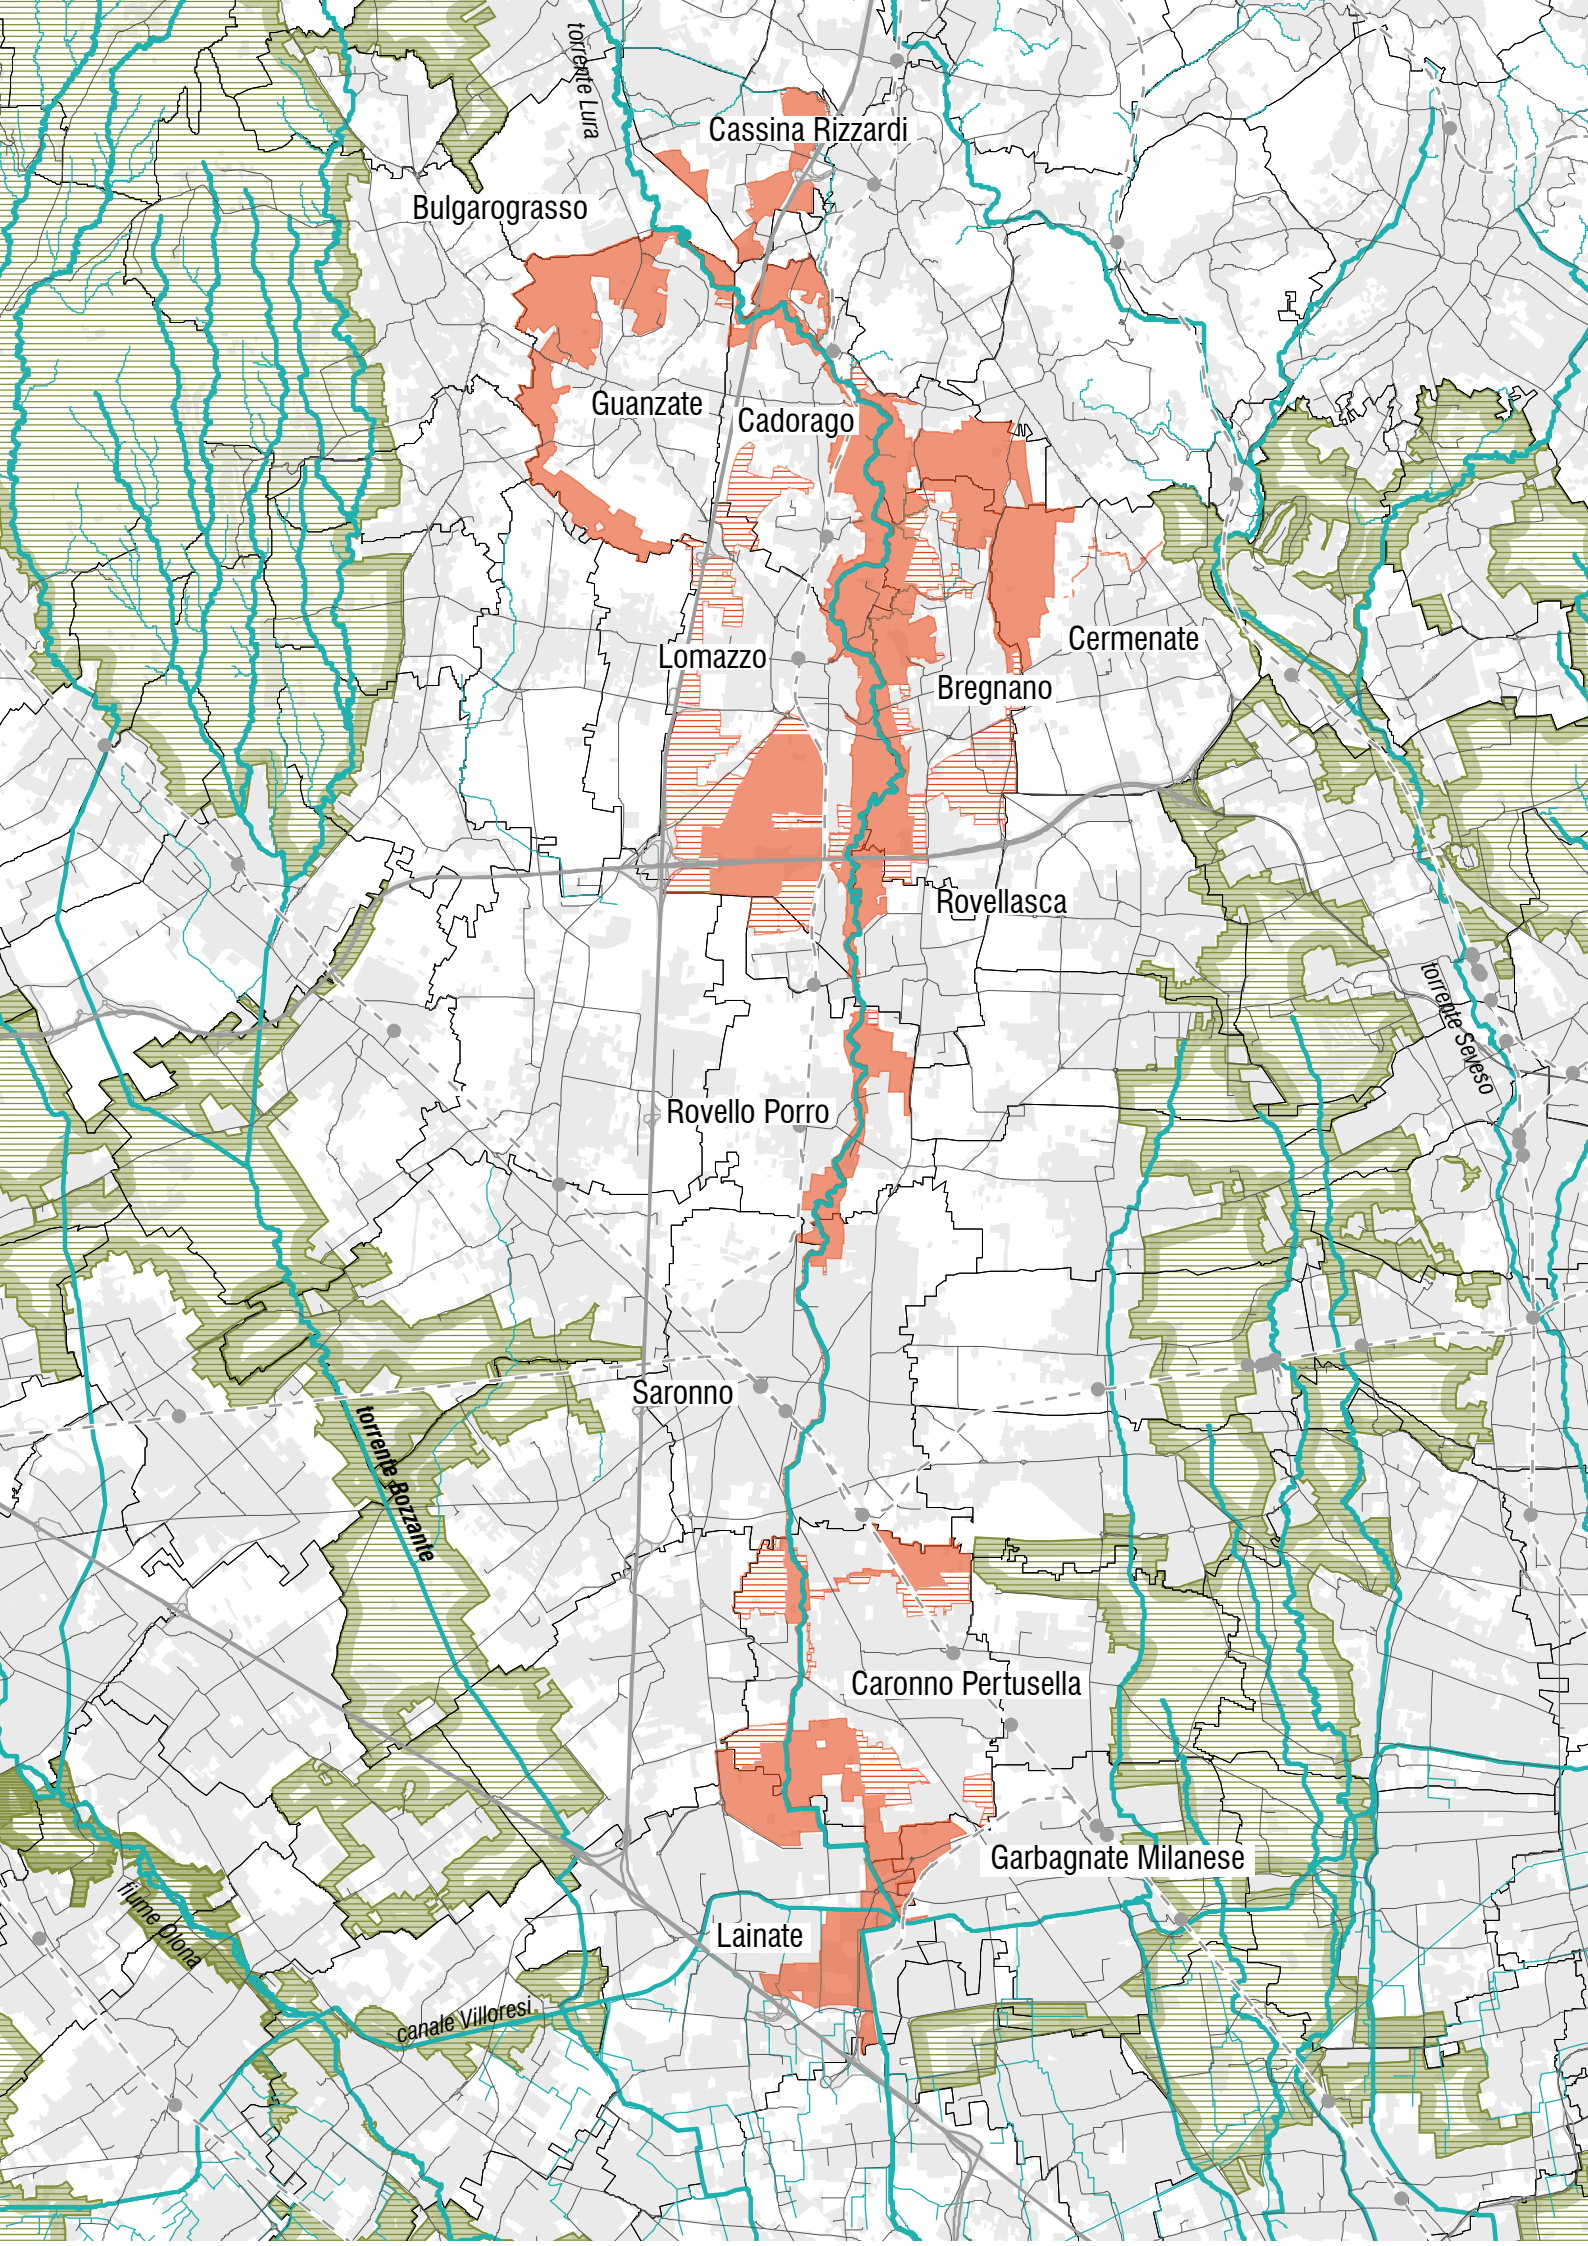 torrente Lura
Cassina Rizzardi
Bulgarograsso
Guanzate
Cadorago
Cermenate
Lomazzo
Bregnano
Rovellasca
torrente Seveso
Rovello Porro
Saronno
torrente Bozzante
Caronno Pertusella
Garbagnate Milanese
fiume Olona
Lainate
canale Villoresi